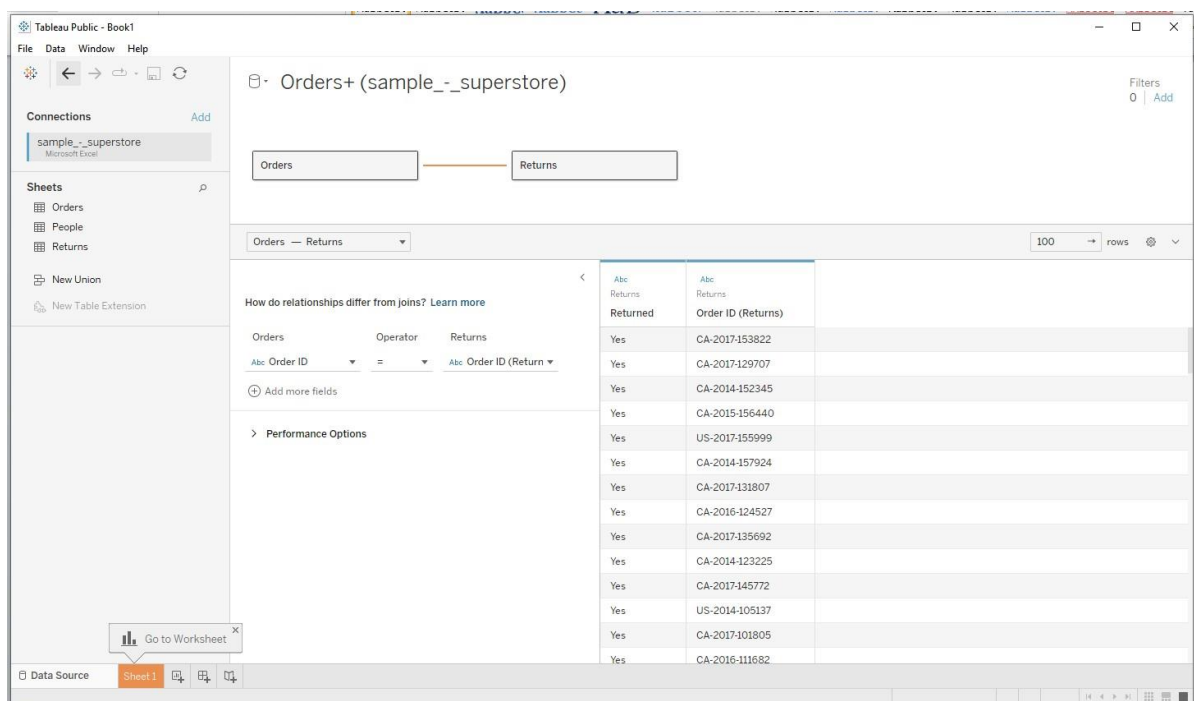 Tableau Public - Book1
File Data Window Help
Orders+ (sample_-_superstore)
Filters
0 Add
Connections Add
sample_-_superstore
Microsoft Excel
Orders
Returns
Sheets
Orders
People
Returns
New Union
New Table Extension
Orders — Returns
100 → rows
How do relationships differ from joins? Learn more
Orders Operator Returns
Abc Order ID = Abc Order ID (Return
Add more fields
Performance Options
Abc Abc
Returns Returns
Returned Order ID (Returns)
Yes CA-2017-153822
Yes CA-2017-129707
Yes CA-2014-152345
Yes CA-2015-156440
Yes US-2017-155999
Yes CA-2014-157924
Yes CA-2017-131807
Yes CA-2016-124527
Yes CA-2017-135692
Yes CA-2014-123225
Yes CA-2017-145772
Yes US-2014-105137
Yes CA-2017-101805
Yes CA-2016-111682
Go to Worksheet
Data Source Sheet 1